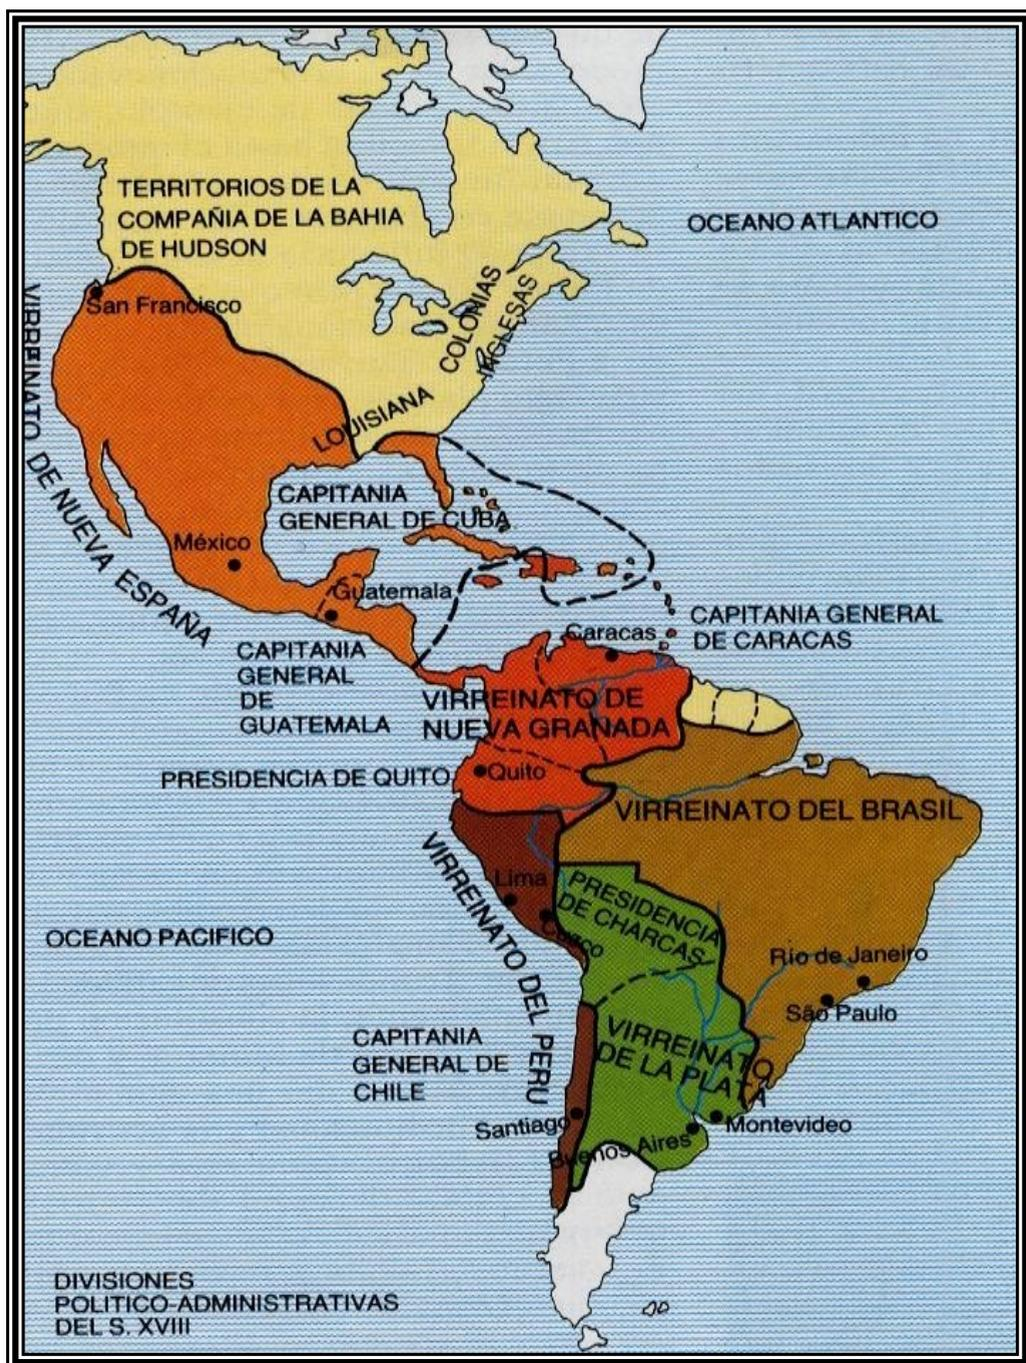 TERRITORIOS DE LA
COMPAÑIA DE LA BAHIA
DE HUDSON
OCEANO ATLANTICO
San Francisco
COLONIAS
INGLESAS
VIRREINATO DE NUEVA ESPAÑA
LOUISIANA
CAPITANIA
GENERAL DE CUBA
México
Guatemala
CAPITANIA GENERAL
DE CARACAS
Caracas
CAPITANIA
GENERAL
DE
GUATEMALA
VIRREINATO DE
NUEVA GRANADA
PRESIDENCIA DE QUITO
Quito
VIRREINATO DEL BRASIL
VIRREINATO DEL PERU
Lima
Cuzco
PRESIDENCIA
DE CHARCAS
OCEANO PACIFICO
Río de Janeiro
São Paulo
CAPITANIA
GENERAL DE
CHILE
VIRREINATO
DE LA PLATA
Santiago
Buenos Aires
Montevideo
DIVISIONES
POLITICO-ADMINISTRATIVAS
DEL S. XVIII